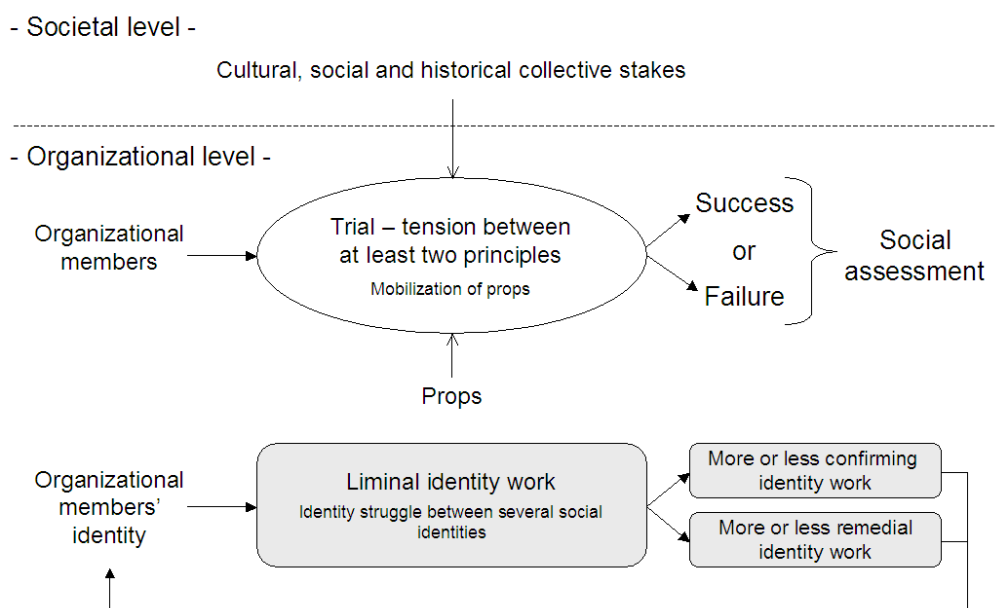 - Societal level -
Cultural, social and historical collective stakes
- Organizational level -
Organizational
members
Trial – tension between
at least two principles
Mobilization of props
Success
or
Failure
Social
assessment
Props
Organizational
members’
identity
Liminal identity work
Identity struggle between several social
identities
More or less confirming
identity work
More or less remedial
identity work